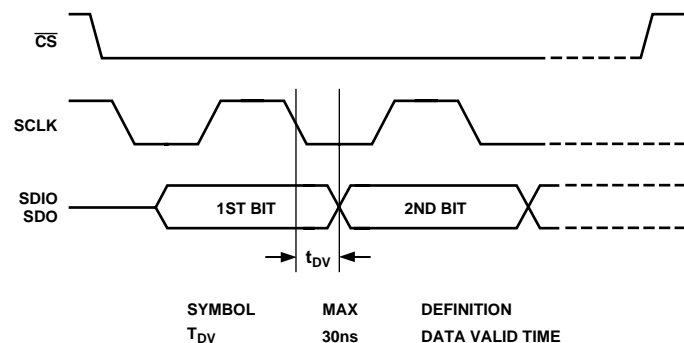 CS
SCLK
SDIO
SDO
1ST BIT
2ND BIT
tDV
SYMBOL MAX DEFINITION
TDV 30ns DATA VALID TIME